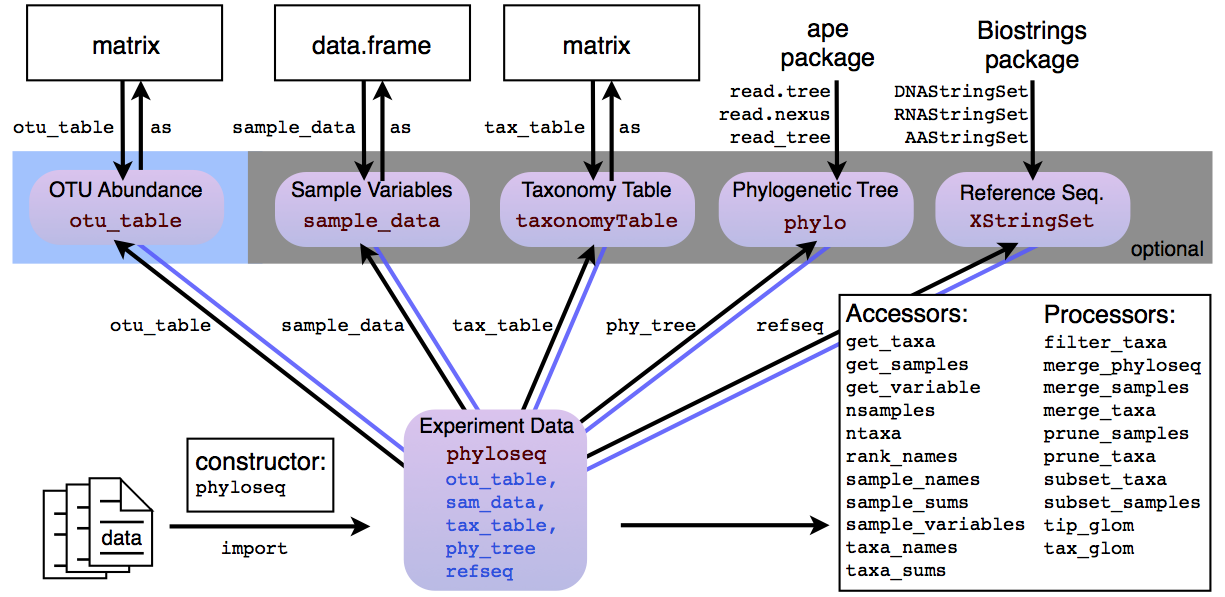 matrix
data.frame
matrix
ape
package
Biostrings
package
read.tree
read.nexus
read_tree
DNAStringSet
RNAStringSet
AAStringSet
otu_table
as
sample_data
as
tax_table
as
OTU Abundance
otu_table
Sample Variables
sample_data
Taxonomy Table
taxonomyTable
Phylogenetic Tree
phylo
Reference Seq.
XStringSet
optional
otu_table
sample_data
tax_table
phy_tree
refseq
constructor:
phyloseq
data
import
Experiment Data
phyloseq
otu_table,
sam_data,
tax_table,
phy_tree
refseq
Accessors:
get_taxa
get_samples
get_variable
nsamples
ntaxa
rank_names
sample_names
sample_sums
sample_variables
taxa_names
taxa_sums
Processors:
filter_taxa
merge_phyloseq
merge_samples
merge_taxa
prune_samples
prune_taxa
subset_taxa
subset_samples
tip_glom
tax_glom